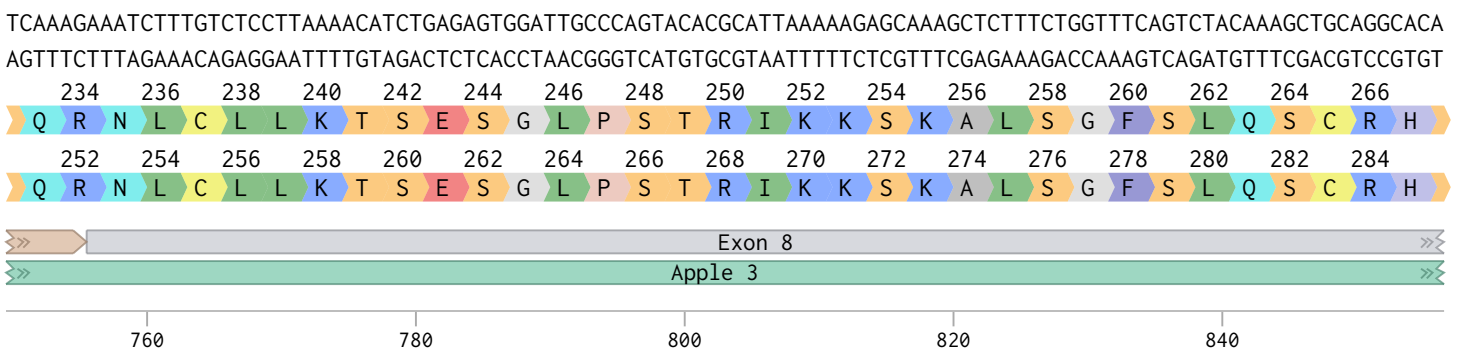 TCAAAGAAATCTTTGTCTCCTTAAAACATCTGAGAGTGGATTGCCCAGTACACGCATTAAAAAGAGCAAAGCTCTTTCTGGTTTCAGTCTACAAAGCTGCAGGCACA
AGTTTCTTTAGAAACAGAGGAATTTTGTAGACTCTCACCTAACGGGTCATGTGCGTAATTTTTCTCGTTTCGAGAAAGACCAAAGTCAGATGTTTCGACGTCCGTGT
234 236 238 240 242 244 246 248 250 252 254 256 258 260 262 264 266
Q R N L C L L K T S E S G L P S T R I K K S K A L S G F S L Q S C R H
252 254 256 258 260 262 264 266 268 270 272 274 276 278 280 282 284
Q R N L C L L K T S E S G L P S T R I K K S K A L S G F S L Q S C R H
Exon 8
Apple 3
760 780 800 820 840